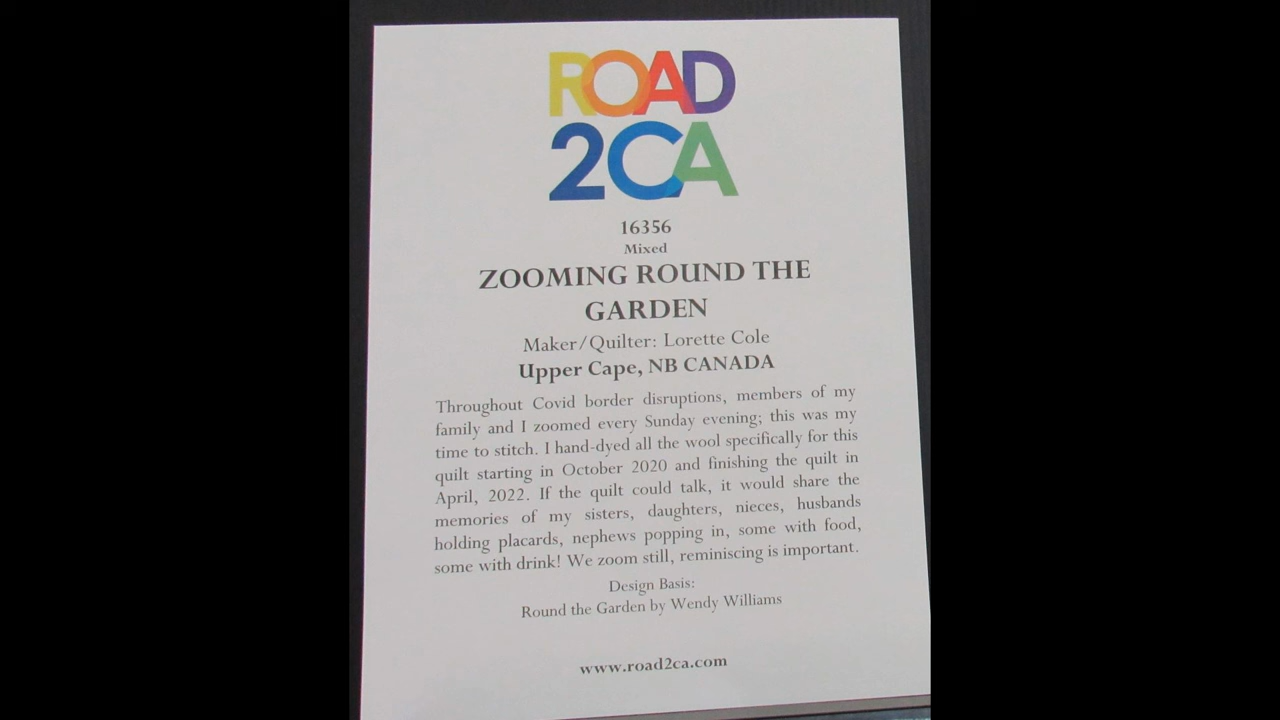 ROAD
2CA
16356
Mixed
ZOOMING ROUND THE
GARDEN
Maker/Quilter: Lorette Cole
Upper Cape, NB CANADA
Throughout Covid border disruptions, members of my
family and I zoomed every Sunday evening; this was my
time to stitch. I hand-dyed all the wool specifically for this
quilt starting in October 2020 and finishing the quilt in
April, 2022. If the quilt could talk, it would share the
memories of my sisters, daughters, nieces, husbands
holding placards, nephews popping in, some with food,
some with drink! We zoom still, reminiscing is important.
Design Basis:
Round the Garden by Wendy Williams
www.road2ca.com